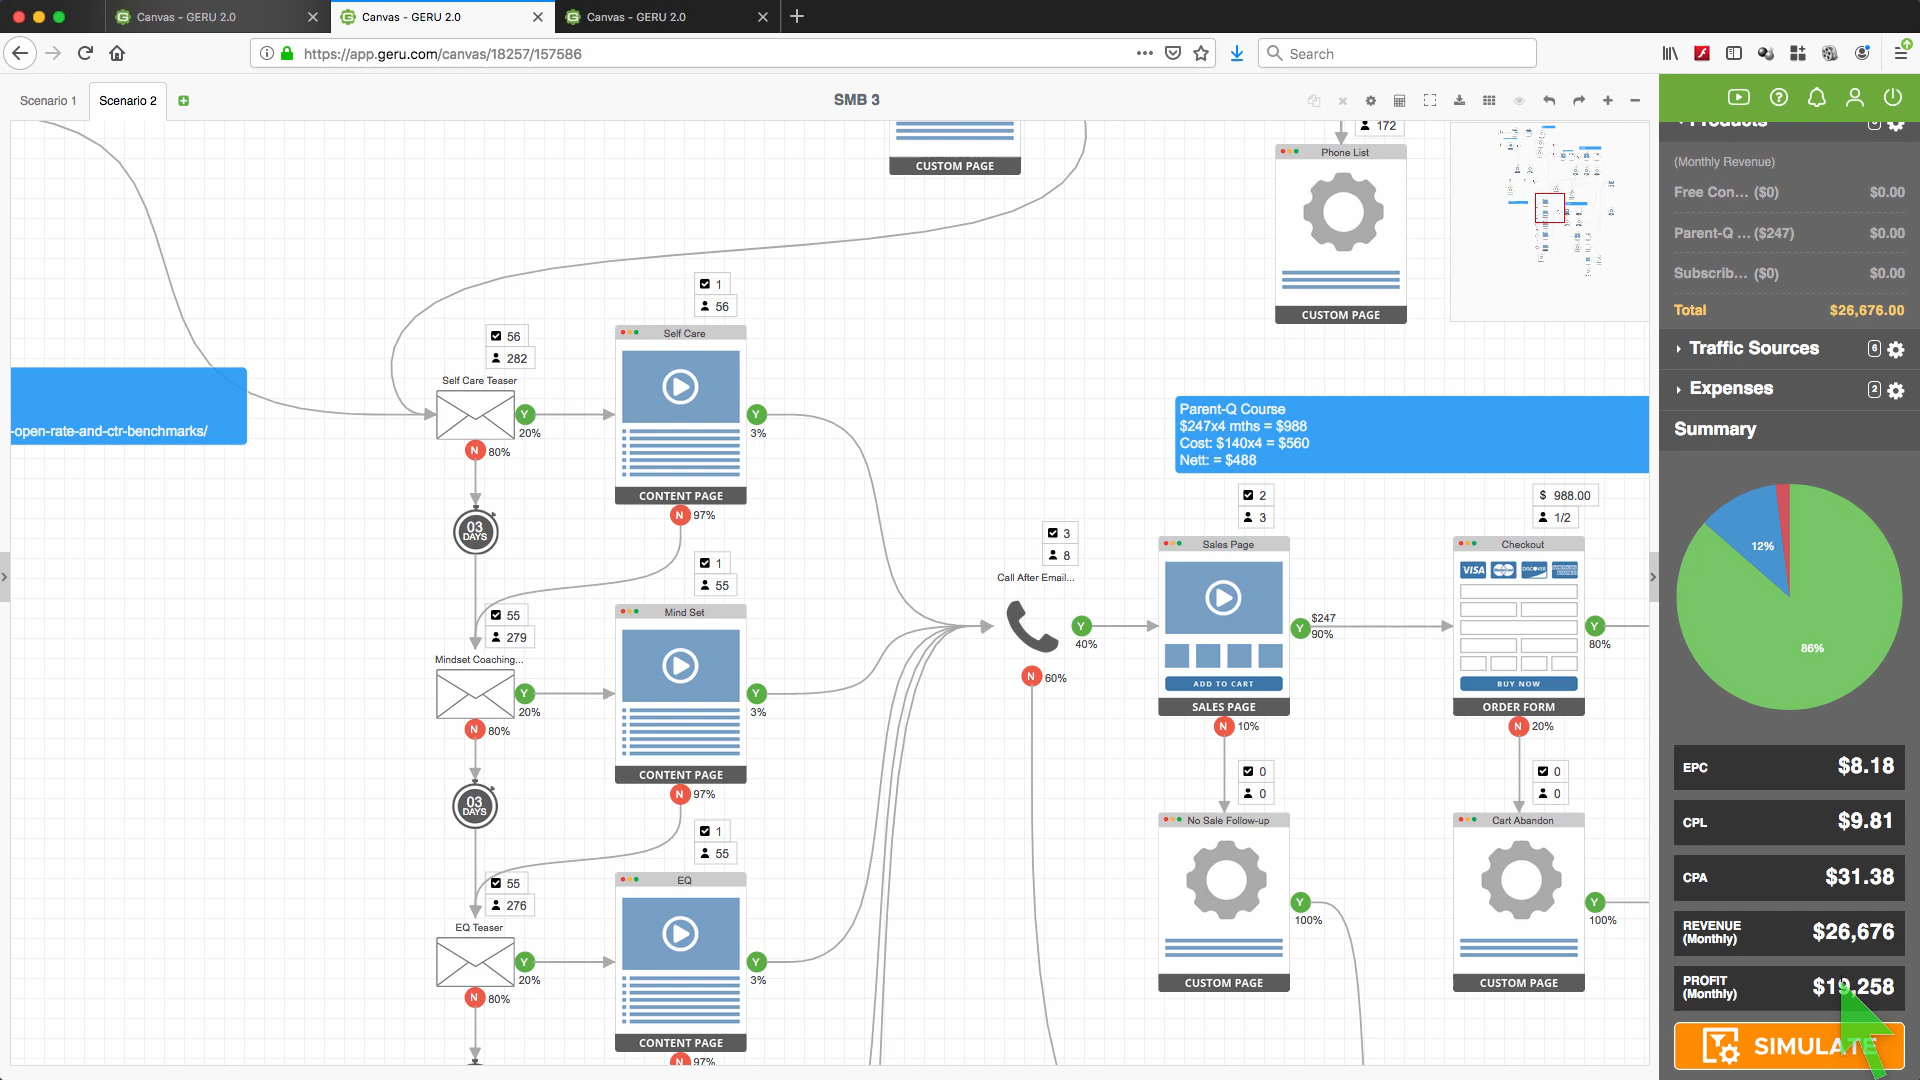 Canvas - GERU 2.0
Canvas - GERU 2.0
Canvas - GERU 2.0
https://app.geru.com/canvas/18257/157586
Search
Scenario 1
Scenario 2
SMB 3
Products
(Monthly Revenue)
Free Con... ($0) $0.00
Parent-Q ... ($247) $0.00
Subscrib... ($0) $0.00
Total $26,676.00
Traffic Sources 6
Expenses 2
Summary
12%
86%
EPC $8.18
CPL $9.81
CPA $31.38
REVENUE (Monthly) $26,676
PROFIT (Monthly) $19,258
SIMULATE
CUSTOM PAGE
172
Phone List
CUSTOM PAGE
-open-rate-and-ctr-benchmarks/
56
282
Self Care Teaser
Y
20%
N 80%
03
DAYS
1
56
Self Care
CONTENT PAGE
Y
3%
N 97%
55
279
Mindset Coaching...
Y
20%
N 80%
03
DAYS
1
55
Mind Set
CONTENT PAGE
Y
3%
N 97%
55
276
EQ Teaser
Y
20%
N 80%
1
55
EQ
CONTENT PAGE
Y
3%
N 97%
3
8
Call After Email...
Y
40%
N 60%
Parent-Q Course
$247x4 mths = $988
Cost: $140x4 = $560
Nett: = $488
2
3
Sales Page
ADD TO CART
SALES PAGE
Y
$247
90%
N 10%
$ 988.00
1/2
Checkout
VISA
DISCOVER
BUY NOW
ORDER FORM
Y
80%
N 20%
0
0
No Sale Follow-up
CUSTOM PAGE
Y
100%
0
0
Cart Abandon
CUSTOM PAGE
Y
100%